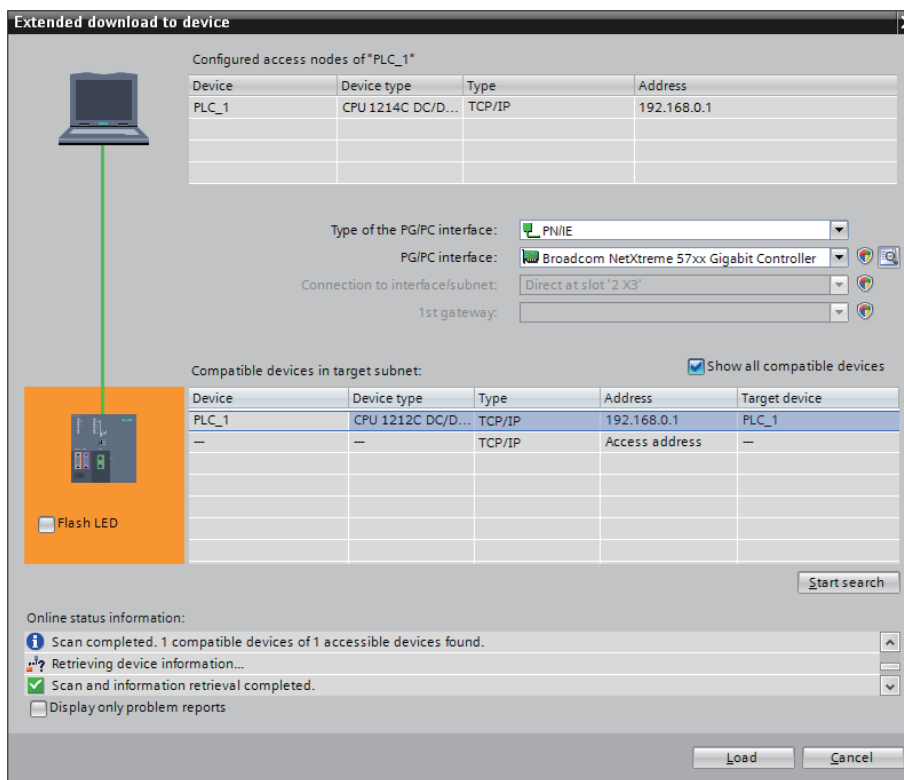 Extended download to device
Configured access nodes of "PLC_1"
Device Device type Type Address
PLC_1 CPU 1214C DC/D... TCP/IP 192.168.0.1
Type of the PG/PC interface: PN/IE
PG/PC interface: Broadcom NetXtreme 57xx Gigabit Controller
Connection to interface/subnet: Direct at slot '2 X3'
1st gateway:
Compatible devices in target subnet: Show all compatible devices
Device Device type Type Address Target device
PLC_1 CPU 1212C DC/D... TCP/IP 192.168.0.1 PLC_1
— — TCP/IP Access address —
Flash LED
Start search
Online status information:
Scan completed. 1 compatible devices of 1 accessible devices found.
Retrieving device information...
Scan and information retrieval completed.
Display only problem reports
Load Cancel